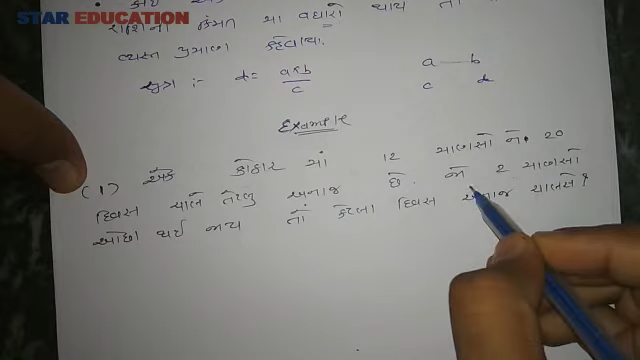 STAR EDUCATION
રાશિની કિંમત મા વધારો થાય તો
વ્યસ્ત પ્રમાણ કહેવાય.
સુત્ર :- d = a×b / c
a b
c d
Example
(1) એક કોઠાર માં 12 માણસો ને 20
દિવસ ચાલે તેટલુ અનાજ છે. જો 2 માણસો
ઓછા થઈ જાય તો કેટલા દિવસ અનાજ ચાલશે?